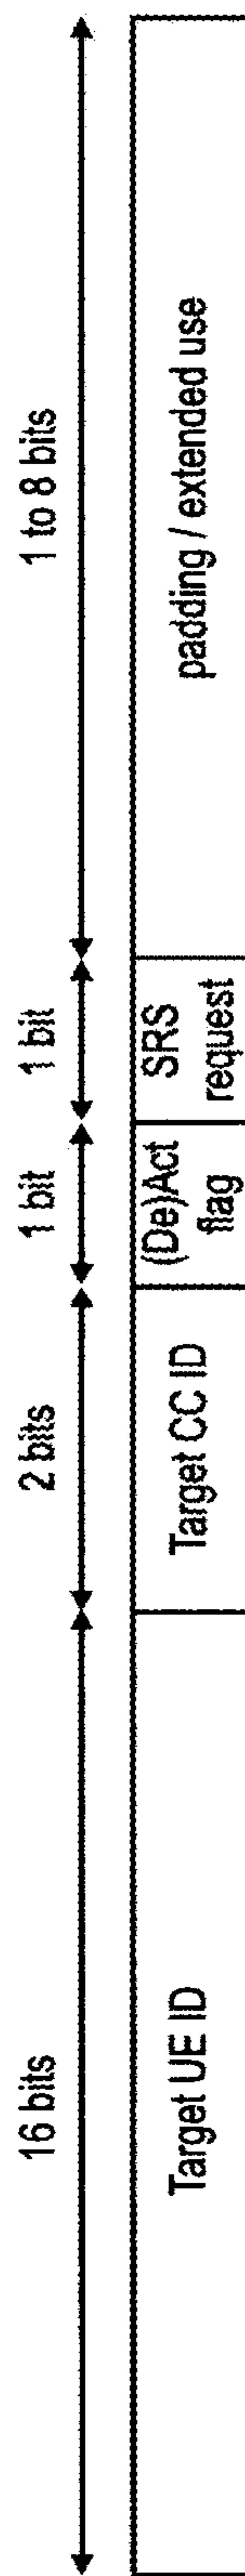 16 bits
2 bits
1 bit
1 bit
1 to 8 bits
Target UE ID
Target CC ID
(De)Act
flag
SRS
request
padding / extended use